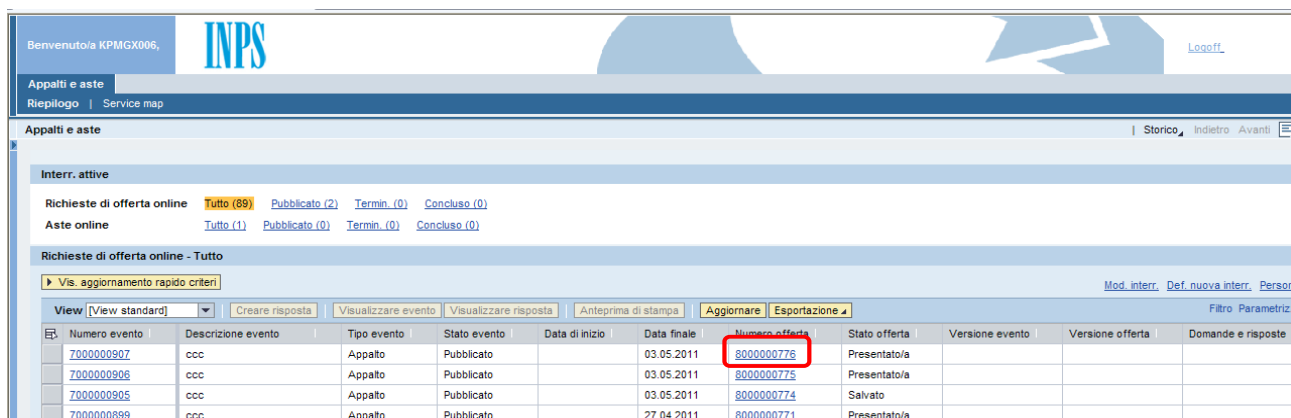 Benvenuto/a KPMGX006,
INPS
Logoff
Appalti e aste
Riepilogo | Service map
Appalti e aste
| Storico Indietro Avanti
Interr. attive
Richieste di offerta online Tutto (89) Pubblicato (2) Termin. (0) Concluso (0)
Aste online Tutto (1) Pubblicato (0) Termin. (0) Concluso (0)
Richieste di offerta online - Tutto
Vis. aggiornamento rapido criteri
Mod. interr. Def. nuova interr. Person
View [View standard] Creare risposta Visualizzare evento Visualizzare risposta Anteprima di stampa Aggiornare Esportazione Filtro Parametriz
Numero evento Descrizione evento Tipo evento Stato evento Data di inizio Data finale Numero offerta Stato offerta Versione evento Versione offerta Domande e risposte
7000000907 ccc Appalto Pubblicato 03.05.2011 8000000776 Presentato/a
7000000906 ccc Appalto Pubblicato 03.05.2011 8000000775 Presentato/a
7000000905 ccc Appalto Pubblicato 03.05.2011 8000000774 Salvato
7000000899 ccc Appalto Pubblicato 27.04.2011 8000000771 Presentato/a